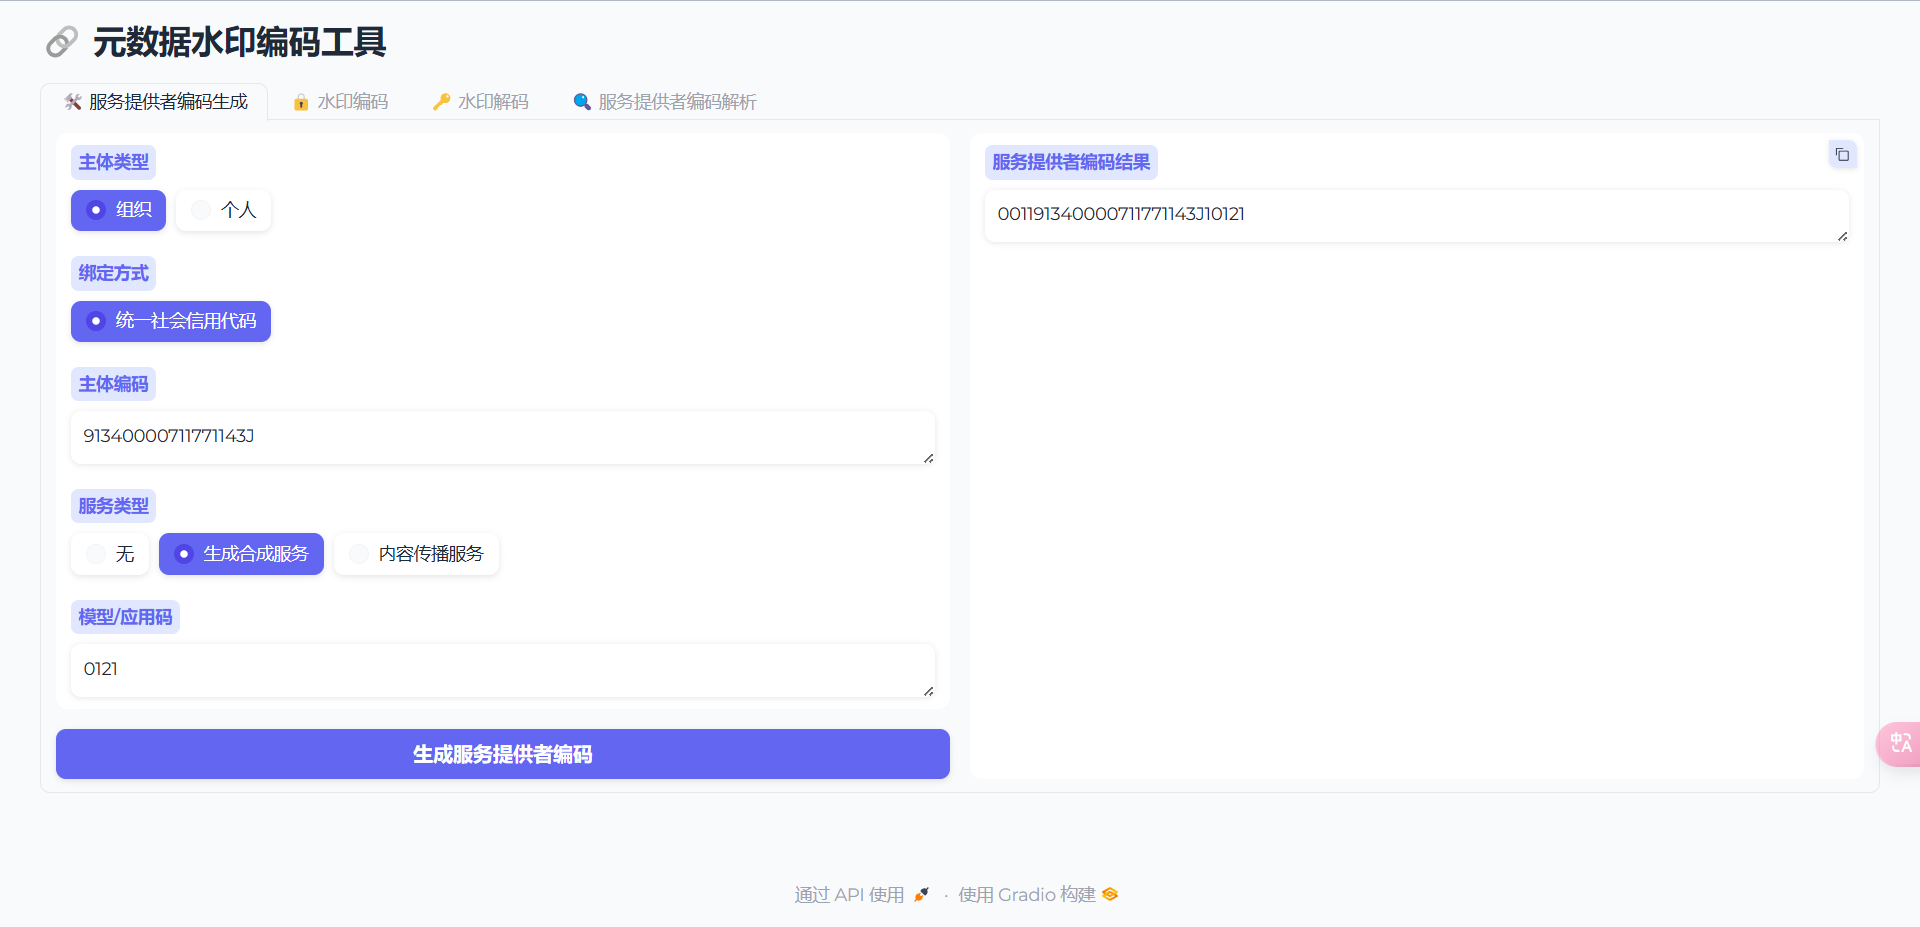 元数据水印编码工具
服务提供者编码生成
水印编码
水印解码
服务提供者编码解析
主体类型
组织
个人
绑定方式
统一社会信用代码
主体编码
91340000711771143J
服务类型
无
生成合成服务
内容传播服务
模型/应用码
0121
生成服务提供者编码
服务提供者编码结果
001191340000711771143J10121
中A
通过 API 使用 · 使用 Gradio 构建